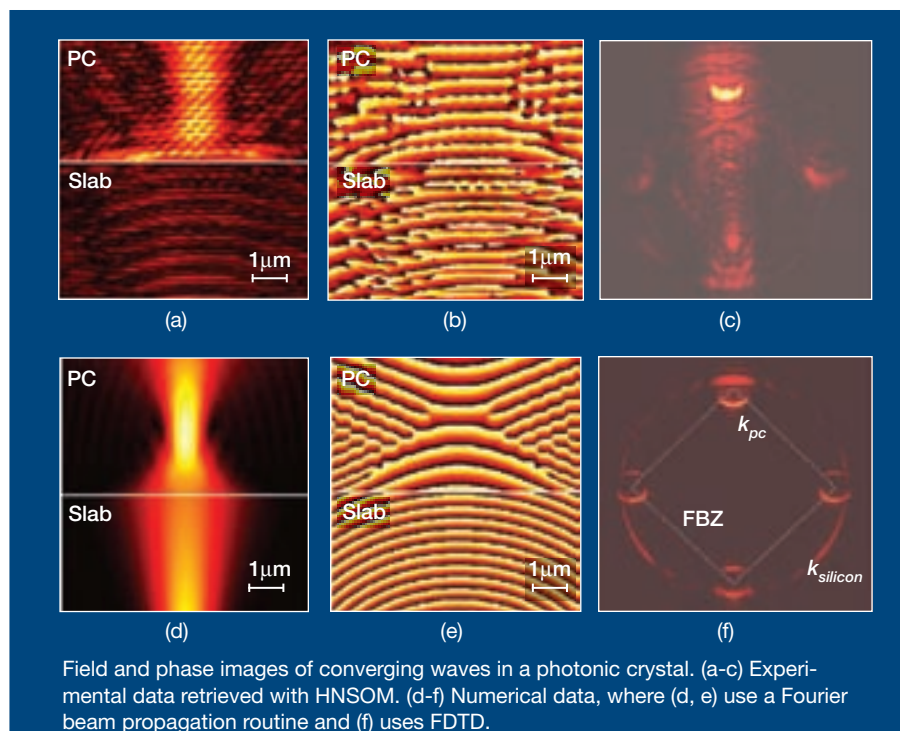 PC
Slab
1μm
(a)
PC
Slab
1μm
(b)
(c)
PC
Slab
1μm
(d)
PC
Slab
1μm
(e)
kpc
FBZ
ksilicon
(f)
Field and phase images of converging waves in a photonic crystal. (a-c) Experi-
mental data retrieved with HNSOM. (d-f) Numerical data, where (d, e) use a Fourier
beam propagation routine and (f) uses FDTD.